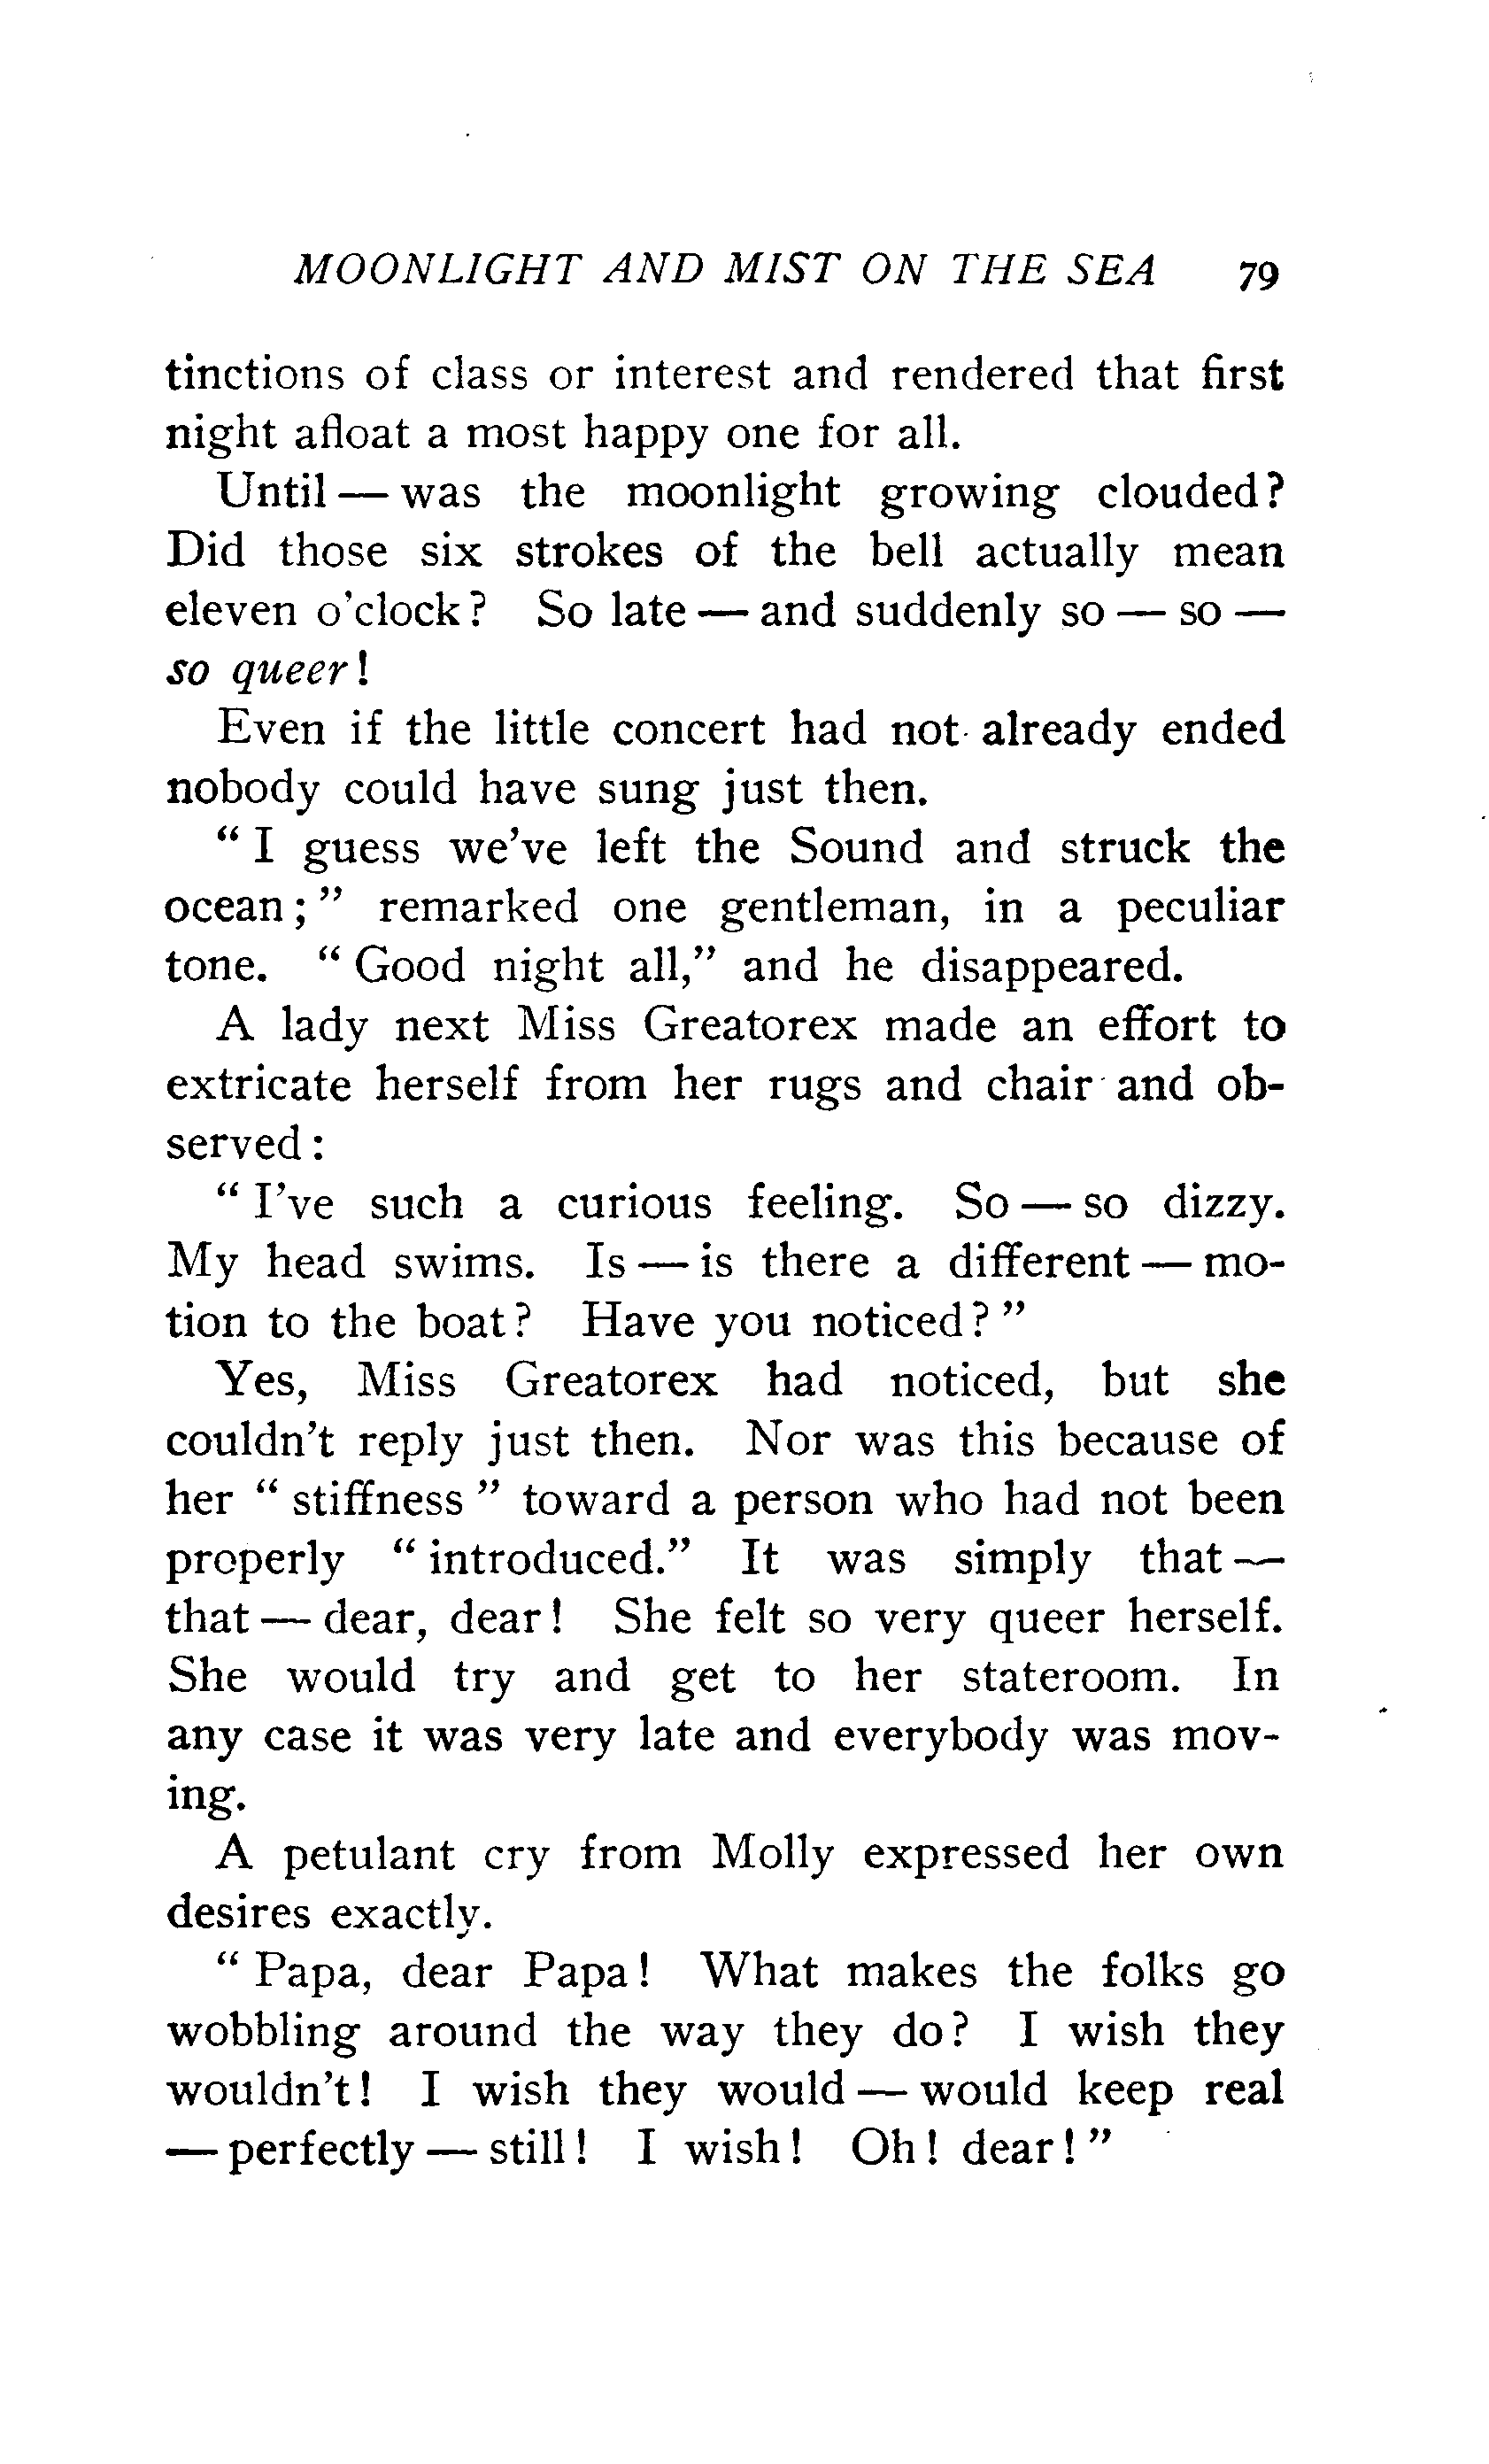 MOONLIGHT AND MIST ON THE SEA 79
tinctions of class or interest and rendered that first
night afloat a most happy one for all.
Until — was the moonlight growing clouded?
Did those six strokes of the bell actually mean
eleven o'clock? So late — and suddenly so — so —
so queer!
Even if the little concert had not already ended
nobody could have sung just then.
" I guess we've left the Sound and struck the
ocean;" remarked one gentleman, in a peculiar
tone. " Good night all," and he disappeared.
A lady next Miss Greatorex made an effort to
extricate herself from her rugs and chair and ob-
served:
" I've such a curious feeling. So — so dizzy.
My head swims. Is — is there a different — mo-
tion to the boat? Have you noticed?"
Yes, Miss Greatorex had noticed, but she
couldn't reply just then. Nor was this because of
her " stiffness " toward a person who had not been
properly " introduced." It was simply that —
that — dear, dear! She felt so very queer herself.
She would try and get to her stateroom. In
any case it was very late and everybody was mov-
ing.
A petulant cry from Molly expressed her own
desires exactly.
" Papa, dear Papa! What makes the folks go
wobbling around the way they do? I wish they
wouldn't! I wish they would — would keep real
— perfectly — still! I wish! Oh! dear!"